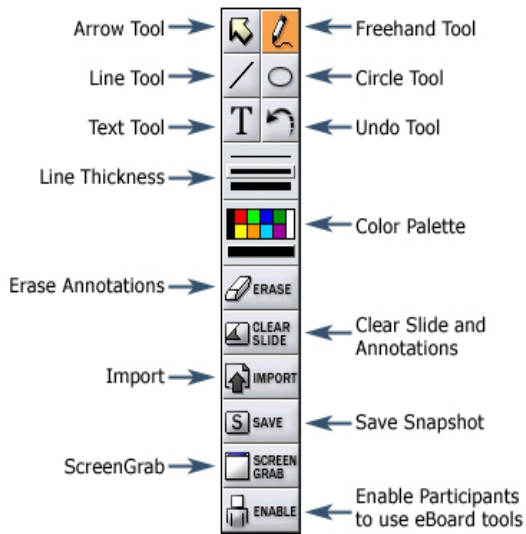 Arrow Tool
Freehand Tool
Line Tool
Circle Tool
T
Text Tool
Undo Tool
Line Thickness
Color Palette
Erase Annotations
ERASE
CLEAR
SLIDE
Clear Slide and
Annotations
Import
IMPORT
S SAVE
Save Snapshot
ScreenGrab
SCREEN
GRAB
ENABLE
Enable Participants
to use eBoard tools